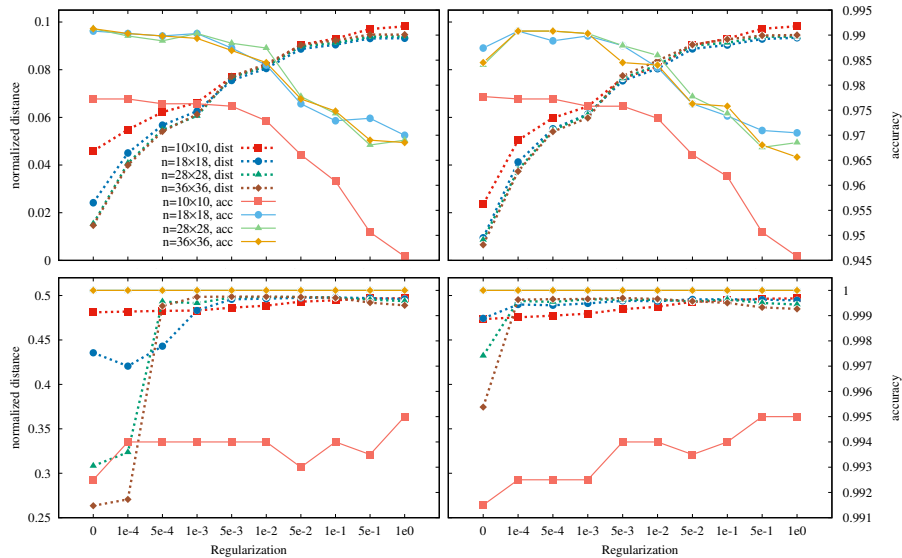 0.1
0.08
0.06
0.04
0.02
0
normalized distance
n=10×10, dist
n=18×18, dist
n=28×28, dist
n=36×36, dist
n=10×10, acc
n=18×18, acc
n=28×28, acc
n=36×36, acc
0.995
0.99
0.985
0.98
0.975
0.97
0.965
0.96
0.955
0.95
0.945
accuracy
0.5
0.45
0.4
0.35
0.3
0.25
normalized distance
0 1e-4 5e-4 1e-3 5e-3 1e-2 5e-2 1e-1 5e-1 1e0
Regularization
1
0.999
0.998
0.997
0.996
0.995
0.994
0.993
0.992
0.991
accuracy
0 1e-4 5e-4 1e-3 5e-3 1e-2 5e-2 1e-1 5e-1 1e0
Regularization